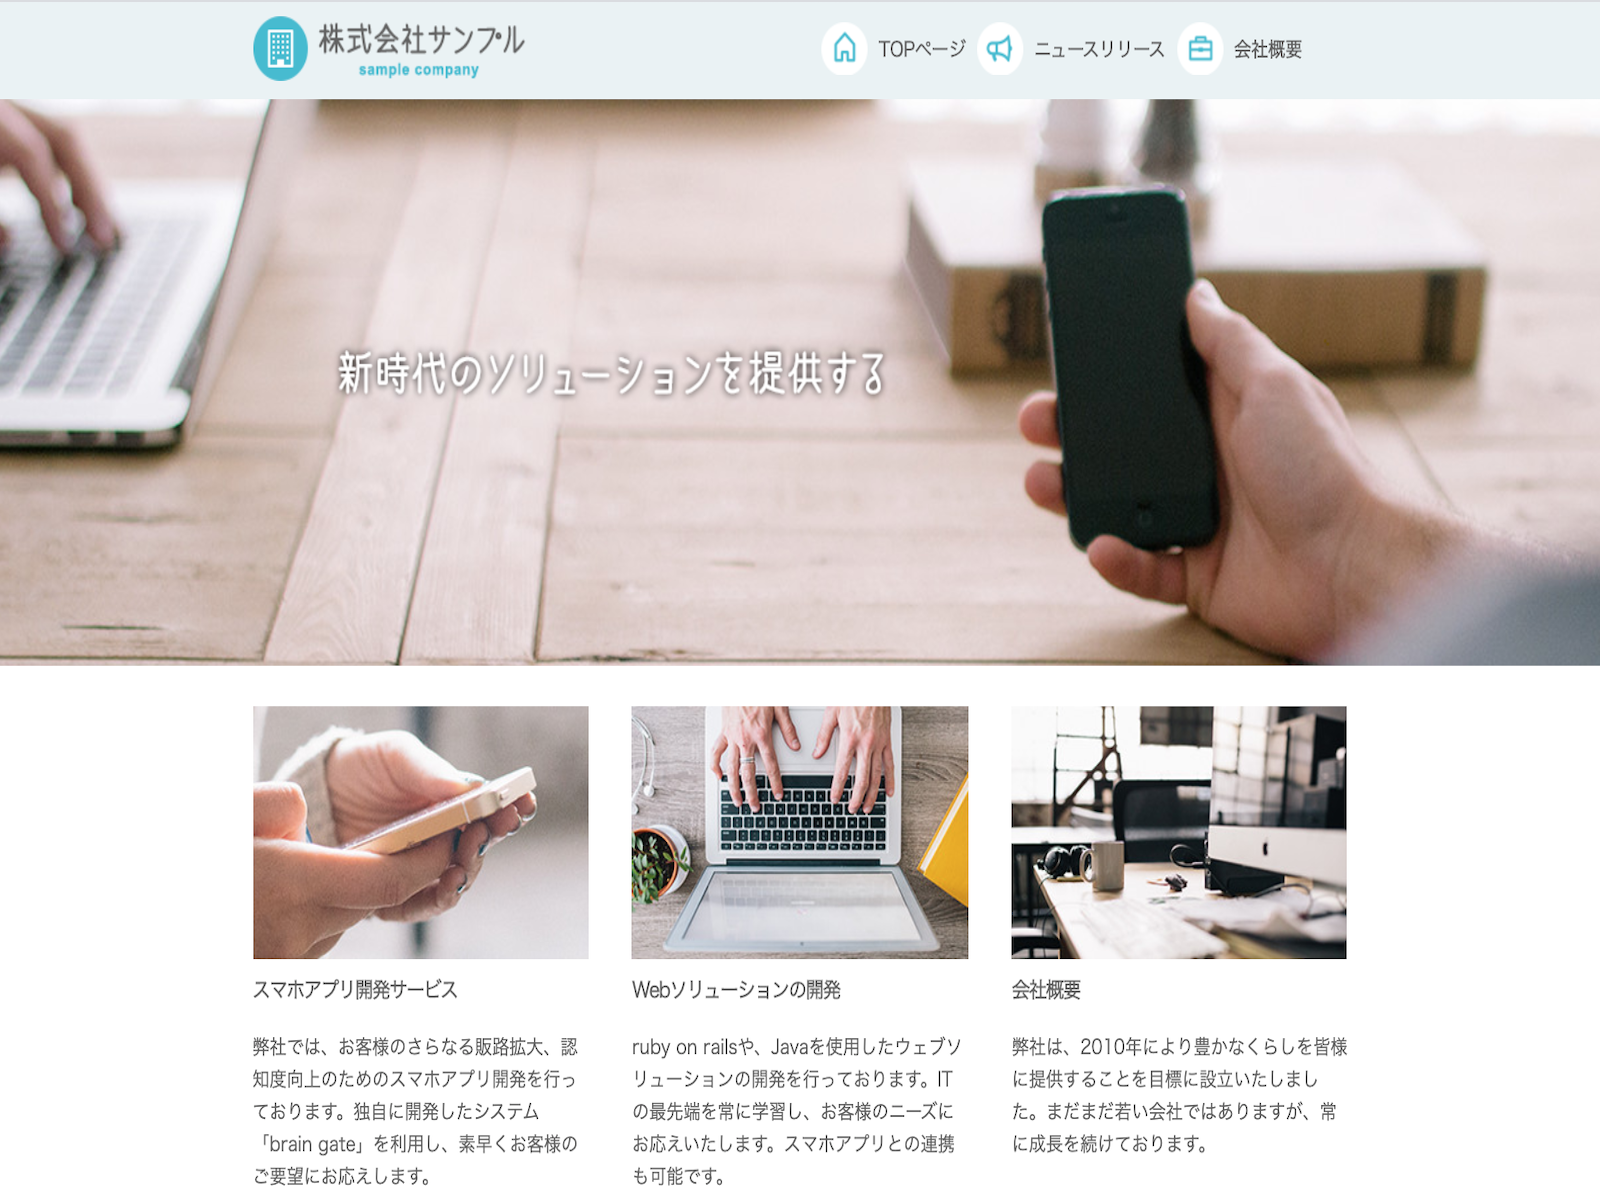 株式会社サンプル
sample company
TOPページ
ニュースリリース
会社概要
新時代のソリューションを提供する
スマホアプリ開発サービス
弊社では、お客様のさらなる販路拡大、認
知度向上のためのスマホアプリ開発を行っ
ております。独自に開発したシステム
「brain gate」を利用し、素早くお客様の
ご要望にお応えします。
Webソリューションの開発
ruby on railsや、Javaを使用したウェブソ
リューションの開発を行っております。IT
の最先端を常に学習し、お客様のニーズに
お応えいたします。スマホアプリとの連携
も可能です。
会社概要
弊社は、2010年により豊かなくらしを皆様
に提供することを目標に設立いたしまし
た。まだまだ若い会社ではありますが、常
に成長を続けております。